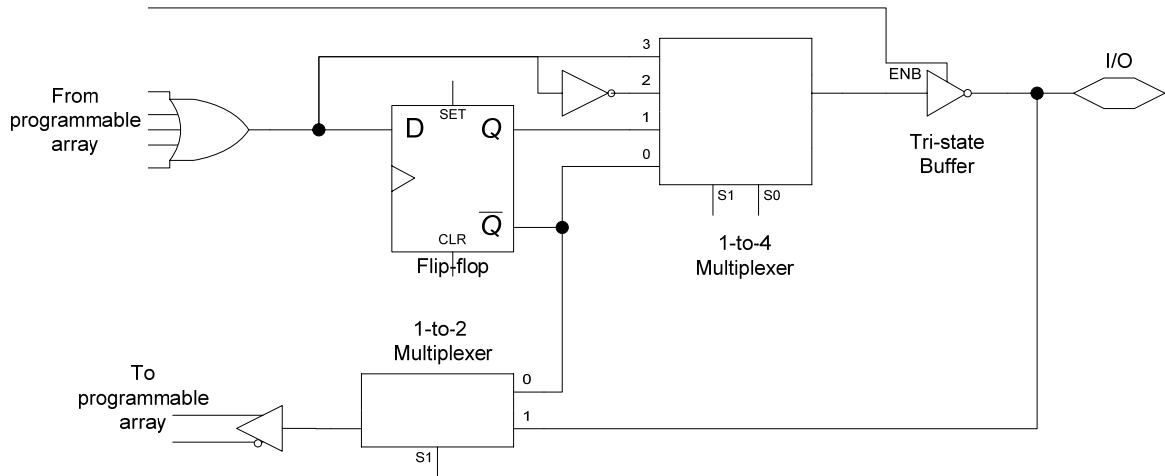 3
I/O
ENB
2
From
programmable
array
SET
D
Q
1
Tri-state
Buffer
0
S1
S0
Q
CLR
1-to-4
Multiplexer
Flip-flop
1-to-2
Multiplexer
To
programmable
array
0
1
S1